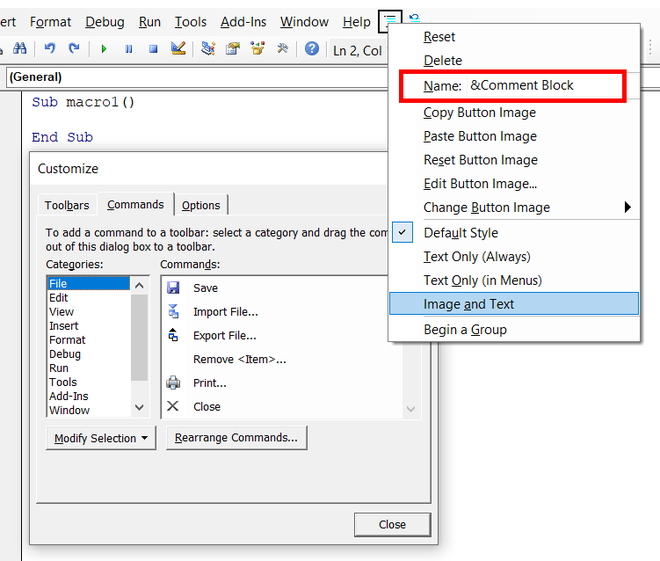 ert Format Debug Run Tools Add-Ins Window Help
Ln 2, Col
(General)
Sub macro1()
End Sub
Customize
Toolbars Commands Options
To add a command to a toolbar: select a category and drag the com
out of this dialog box to a toolbar.
Categories: Commands:
File
Edit
View
Insert
Format
Debug
Run
Tools
Add-Ins
Window
Save
Import File...
Export File...
Remove <Item>...
Print...
Close
Modify Selection Rearrange Commands...
Close
Reset
Delete
Name: &Comment Block
Copy Button Image
Paste Button Image
Reset Button Image
Edit Button Image...
Change Button Image
Default Style
Text Only (Always)
Text Only (in Menus)
Image and Text
Begin a Group